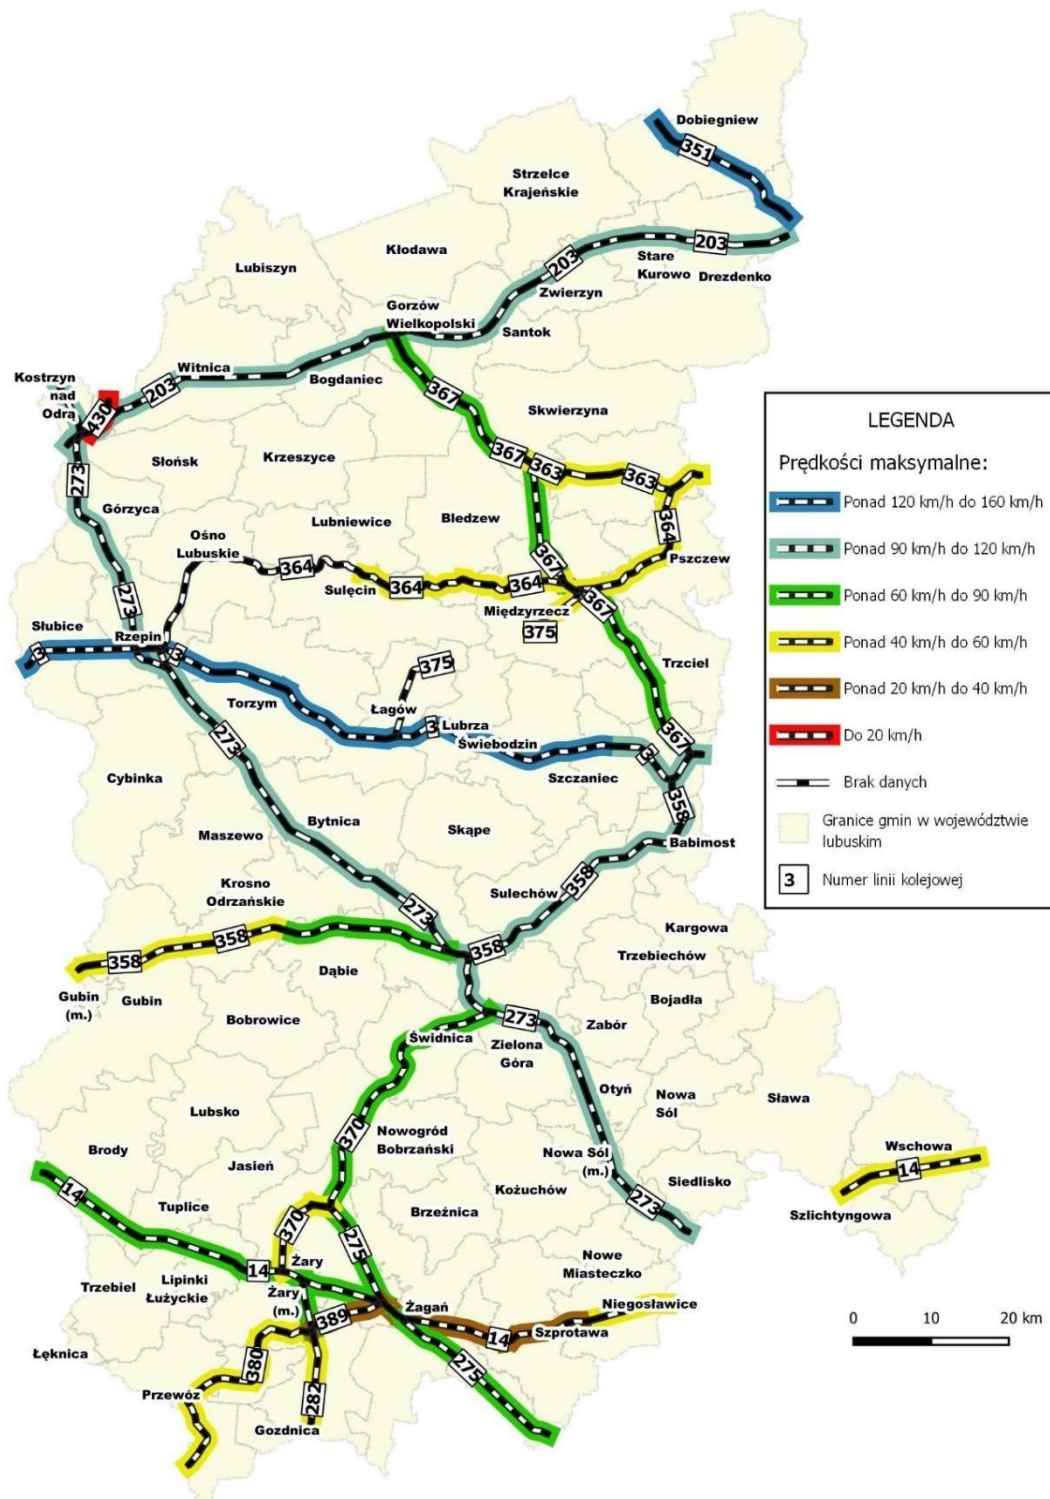 Dobiegniew
351
Strzelce
Krajeńskie
Kłodawa
203
Stare
Kurowo
203
Drezdenko
Lubiszyn
Zwierzyn
Gorzów
Wielkopolski
Santok
Kostrzyn
nad
Odrą
Witnica
203
Bogdaniec
430
367
Skwierzyna
LEGENDA
Prędkości maksymalne:
Ponad 120 km/h do 160 km/h
Ponad 90 km/h do 120 km/h
Ponad 60 km/h do 90 km/h
Ponad 40 km/h do 60 km/h
Ponad 20 km/h do 40 km/h
Do 20 km/h
Brak danych
Granice gmin w województwie
lubuskim
3
Numer linii kolejowej
273
Słońsk
Krzeszyce
367
363
363
Górzyca
Lubniewice
Bledzew
364
Ośno
Lubuskie
364
Sulęcin
364
364
367
Pszczew
273
Międzyrzecz
367
375
Słubice
3
Rzepin
3
Trzciel
375
Torzym
Łagów
3
Lubrza
Świebodzin
367
273
3
Szczaniec
Cybinka
358
Maszewo
Bytnica
Skąpe
Babimost
Krosno
Odrzańskie
Sulechów
358
273
Kargowa
358
358
358
Trzebiechów
Gubin
(m.)
Gubin
Dąbie
Bojadła
Bobrowice
Świdnica
273
Zielona
Góra
Zabór
Otyń
Nowa
Sól
Sława
Lubsko
370
Nowogród
Bobrzański
Wschowa
14
Brody
Jasień
Nowa Sól
(m.)
Siedlisko
14
Kożuchów
273
Szlichtyngowa
Tuplice
370
275
Brzeźnica
Nowe
Miasteczko
Trzebiel
Lipinki
Łużyckie
14
Żary
Żary
(m.)
389
Żagań
Niegosławice
14
Szprotawa
0
10
20 km
Łęknica
380
275
Przewóz
282
Gozdnica